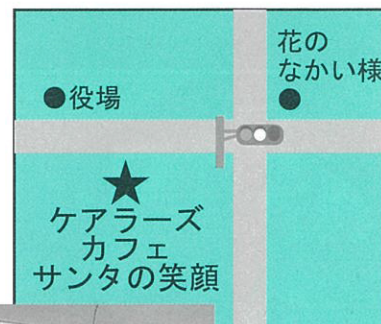 花の
なかい様
●役場
★
ケアラーズ
カフェ
サンタの笑顔